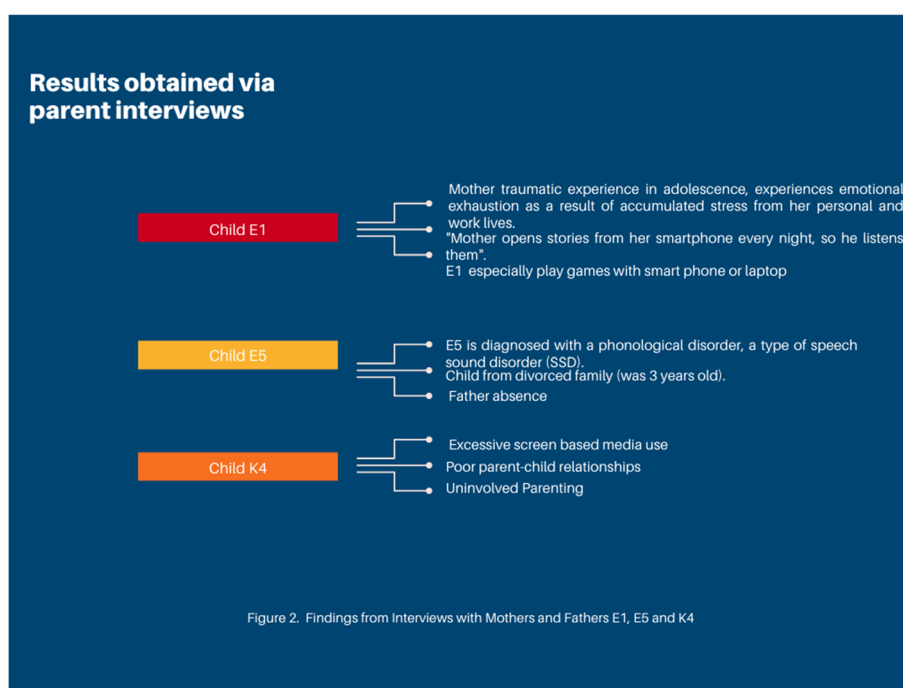 Results obtained via
parent interviews
Child E1
Mother traumatic experience in adolescence, experiences emotional
exhaustion as a result of accumulated stress from her personal and
work lives.
"Mother opens stories from her smartphone every night, so he listens
them".
E1 especially play games with smart phone or laptop
Child E5
E5 is diagnosed with a phonological disorder, a type of speech
sound disorder (SSD).
Child from divorced family (was 3 years old).
Father absence
Child K4
Excessive screen based media use
Poor parent-child relationships
Uninvolved Parenting
Figure 2. Findings from Interviews with Mothers and Fathers E1, E5 and K4